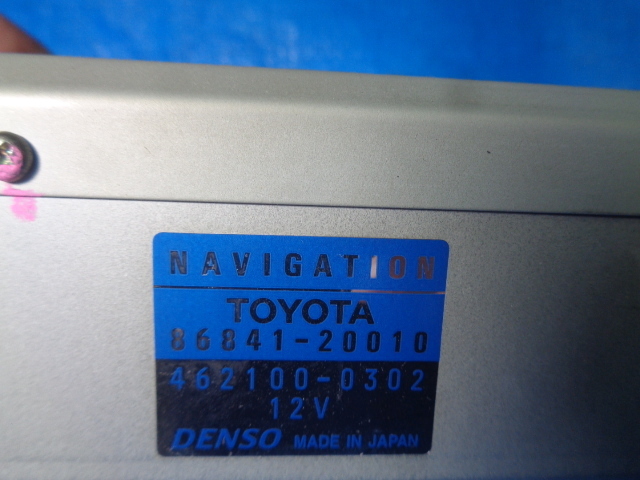 NAVIGATION
TOYOTA
86841-20010
462100-0302
12V
DENSO MADE IN JAPAN